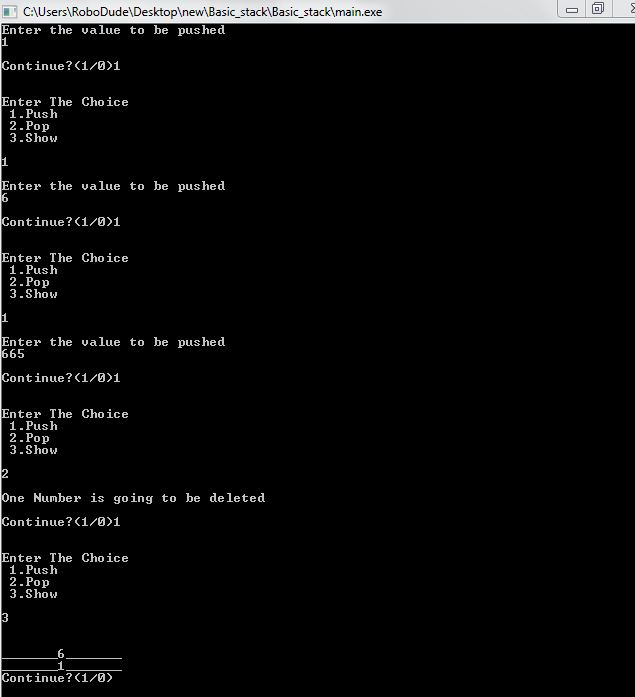 C:\Users\RoboDude\Desktop\new\Basic_stack\Basic_stack\main.exe
Enter the value to be pushed
1
Continue?(1/0)1
Enter The Choice
1.Push
2.Pop
3.Show
1
Enter the value to be pushed
6
Continue?(1/0)1
Enter The Choice
1.Push
2.Pop
3.Show
1
Enter the value to be pushed
665
Continue?(1/0)1
Enter The Choice
1.Push
2.Pop
3.Show
2
One Number is going to be deleted
Continue?(1/0)1
Enter The Choice
1.Push
2.Pop
3.Show
3
_______6_______
_______1_______
Continue?(1/0)